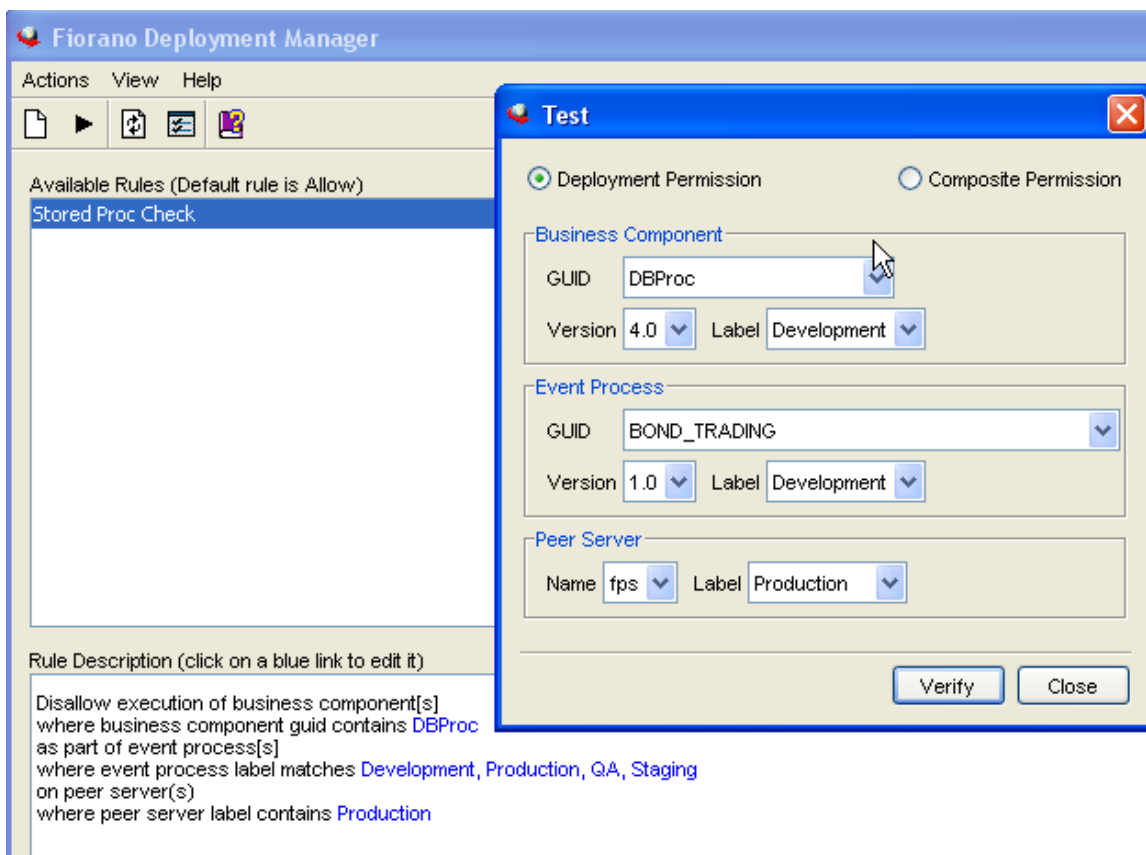 Fiorano Deployment Manager
Actions View Help
Available Rules (Default rule is Allow)
Stored Proc Check
Rule Description (click on a blue link to edit it)
Disallow execution of business component[s]
where business component guid contains DBProc
as part of event process[s]
where event process label matches Development, Production, QA, Staging
on peer server(s)
where peer server label contains Production
Test
Deployment Permission Composite Permission
Business Component
GUID DBProc
Version 4.0 Label Development
Event Process
GUID BOND_TRADING
Version 1.0 Label Development
Peer Server
Name fps Label Production
Verify Close